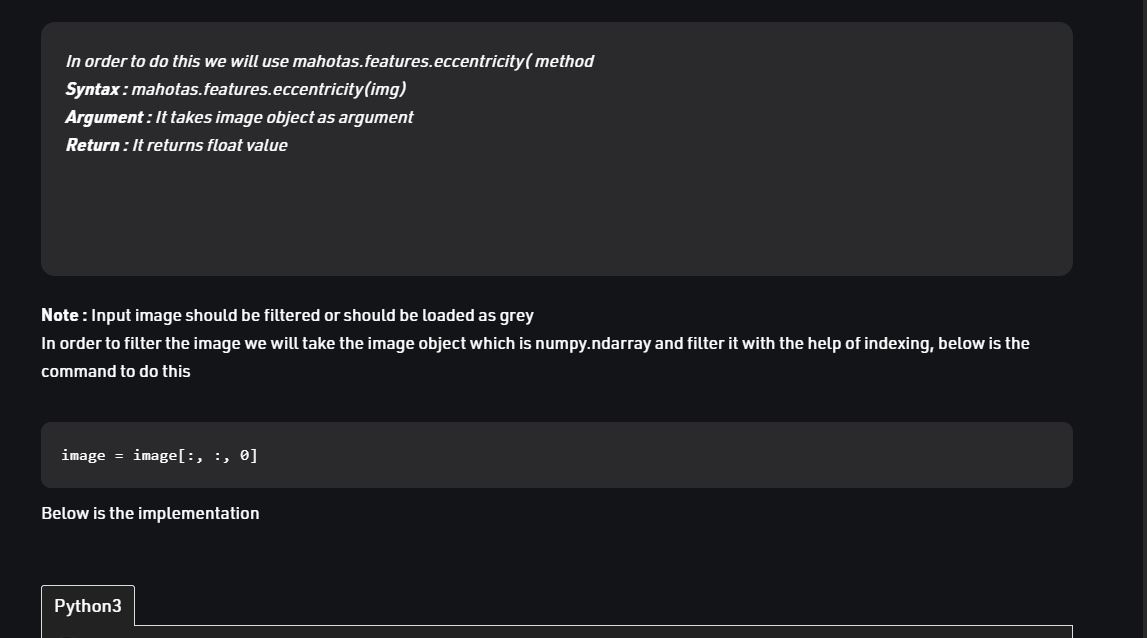 In order to do this we will use mahotas.features.eccentricity( method
Syntax : mahotas.features.eccentricity(img)
Argument : It takes image object as argument
Return : It returns float value
Note : Input image should be filtered or should be loaded as grey
In order to filter the image we will take the image object which is numpy.ndarray and filter it with the help of indexing, below is the
command to do this
image = image[:, :, 0]
Below is the implementation
Python3